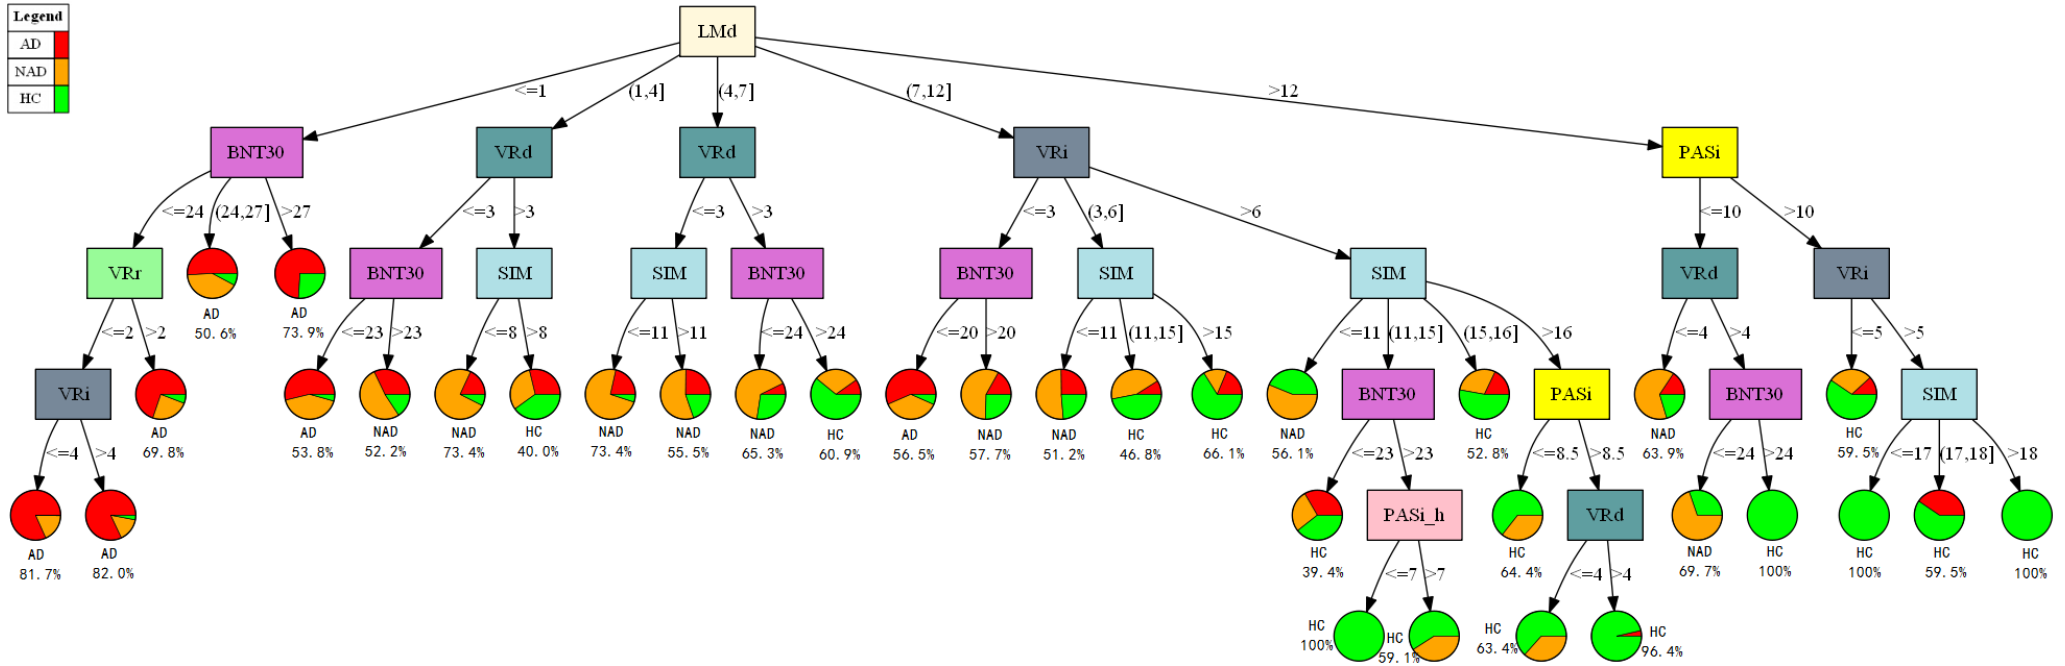 Legend
AD
NAD
HC
LMd
<=1
(1,4]
(4,7]
(7,12]
>12
BNT30
VRd
VRd
VRi
PASi
<=24
(24,27]
>27
<=3
>3
<=3
>3
<=3
(3,6]
>6
<=10
>10
VRr
AD
50.6%
AD
73.9%
BNT30
SIM
SIM
BNT30
BNT30
SIM
SIM
VRd
VRi
<=2
>2
<=23
>23
<=8
>8
<=11
>11
<=24
>24
<=20
>20
<=11
(11,15]
>15
<=11
(11,15]
(15,16]
>16
<=4
>4
<=5
>5
VRi
AD
69.8%
AD
53.8%
NAD
52.2%
NAD
73.4%
HC
40.0%
NAD
73.4%
NAD
55.5%
NAD
65.3%
HC
60.9%
AD
56.5%
NAD
57.7%
NAD
51.2%
HC
46.8%
HC
66.1%
NAD
56.1%
BNT30
HC
52.8%
PASi
NAD
63.9%
BNT30
HC
59.5%
SIM
<=4
>4
<=23
>23
<=8.5
>8.5
<=24
>24
<=17
(17,18]
>18
AD
81.7%
AD
82.0%
HC
39.4%
PASi_h
HC
64.4%
VRd
NAD
69.7%
HC
100%
HC
100%
HC
59.5%
HC
100%
<=7
>7
<=4
>4
HC
100%
HC
59.1%
HC
63.4%
HC
96.4%